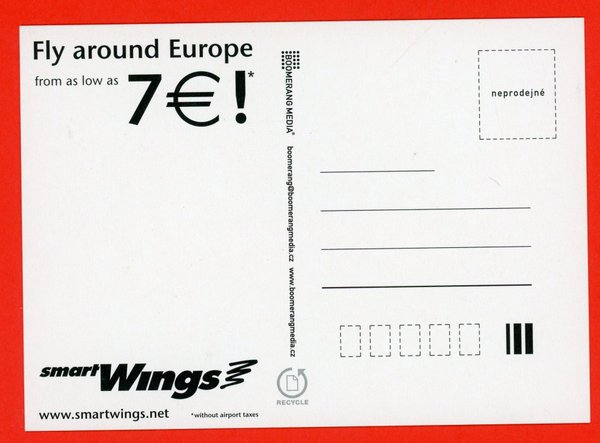 Fly around Europe
from as low as 7€!*
smartWings
www.smartwings.net
*without airport taxes
BOOMERANG MEDIA®
boomerang@boomerangmedia.cz www.boomerangmedia.cz
RECYCLE
neprodejné